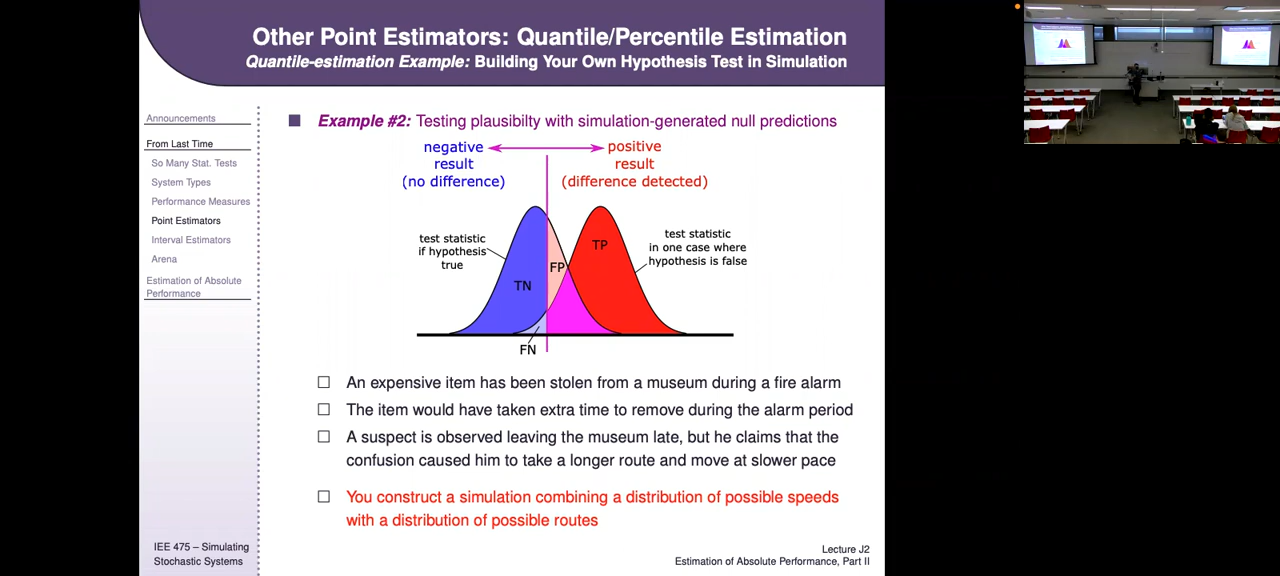 Other Point Estimators: Quantile/Percentile Estimation
Quantile-estimation Example: Building Your Own Hypothesis Test in Simulation
Announcements
From Last Time
So Many Stat. Tests
System Types
Performance Measures
Point Estimators
Interval Estimators
Arena
Estimation of Absolute
Performance
Example #2: Testing plausibilty with simulation-generated null predictions
negative
result
(no difference)
positive
result
(difference detected)
test statistic
if hypothesis
true
test statistic
in one case where
hypothesis is false
TN
FP
TP
FN
An expensive item has been stolen from a museum during a fire alarm
The item would have taken extra time to remove during the alarm period
A suspect is observed leaving the museum late, but he claims that the
confusion caused him to take a longer route and move at slower pace
You construct a simulation combining a distribution of possible speeds
with a distribution of possible routes
IEE 475 – Simulating
Stochastic Systems
Lecture J2
Estimation of Absolute Performance, Part II